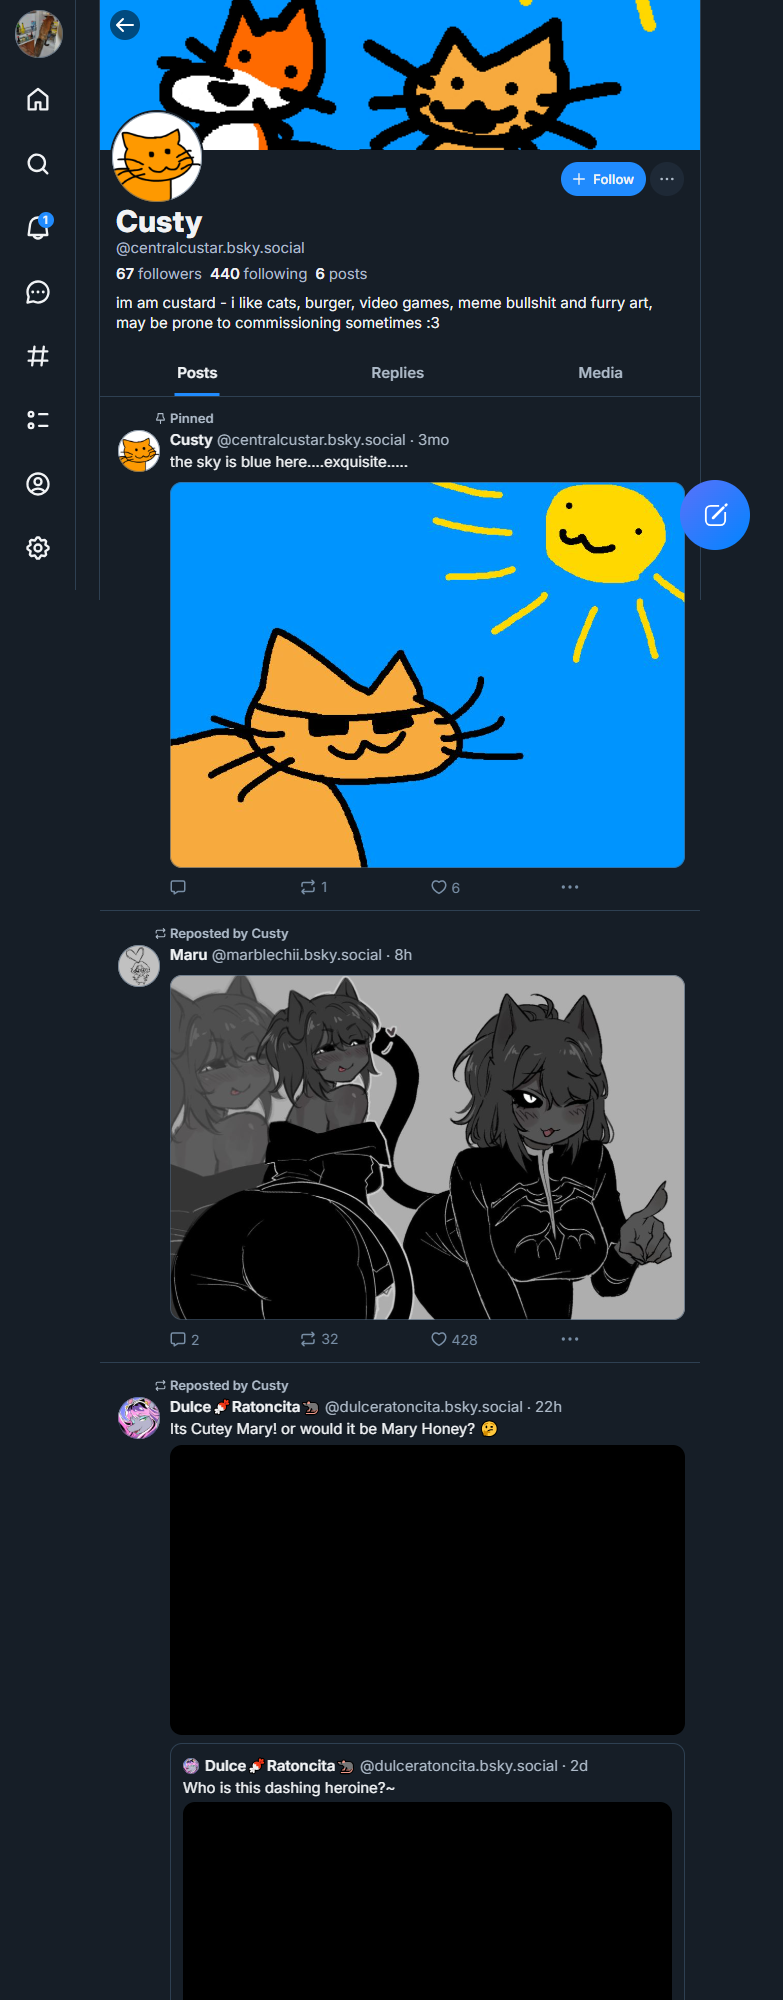 1
+ Follow
Custy
@centralcustar.bsky.social
67 followers 440 following 6 posts
im am custard - i like cats, burger, video games, meme bullshit and furry art,
may be prone to commissioning sometimes :3
Posts Replies Media
Pinned
Custy @centralcustar.bsky.social · 3mo
the sky is blue here....exquisite.....
1 6
Reposted by Custy
Maru @marblechii.bsky.social · 8h
2 32 428
Reposted by Custy
Dulce Ratoncita @dulceratoncita.bsky.social · 22h
Its Cutey Mary! or would it be Mary Honey? 🤔
Dulce Ratoncita @dulceratoncita.bsky.social · 2d
Who is this dashing heroine?~